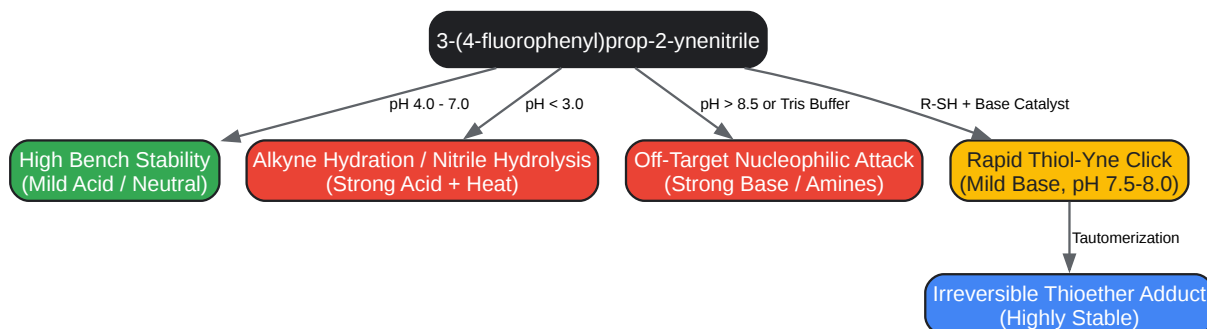 3-(4-fluorophenyl)prop-2-ynenitrile
pH 4.0 - 7.0
pH < 3.0
pH > 8.5 or Tris Buffer
R-SH + Base Catalyst
High Bench Stability
(Mild Acid / Neutral)
Alkyne Hydration / Nitrile Hydrolysis
(Strong Acid + Heat)
Off-Target Nucleophilic Attack
(Strong Base / Amines)
Rapid Thiol-Yne Click
(Mild Base, pH 7.5-8.0)
Tautomerization
Irreversible Thioether Adduct
(Highly Stable)